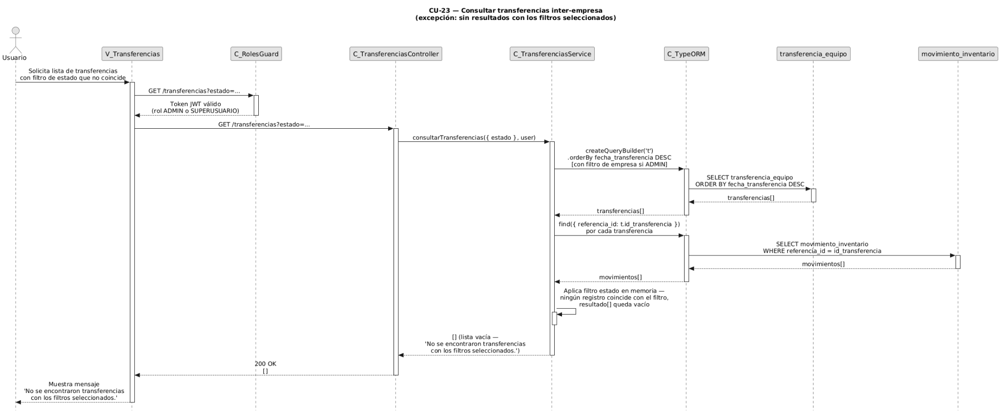 CU-23 — Consultar transferencias inter-empresa
(excepción: sin resultados con los filtros seleccionados)
Usuario
V_Transferencias
C_RolesGuard
C_TransferenciasController
C_TransferenciasService
C_TypeORM
transferencia_equipo
movimiento_inventario
Solicita lista de transferencias
con filtro de estado que no coincide
GET /transferencias?estado=...
Token JWT válido
(rol ADMIN o SUPERUSUARIO)
GET /transferencias?estado=...
consultarTransferencias({ estado }, user)
createQueryBuilder('t')
.orderBy fecha_transferencia DESC
[con filtro de empresa si ADMIN]
SELECT transferencia_equipo
ORDER BY fecha_transferencia DESC
transferencias[]
transferencias[]
find({ referencia_id: t.id_transferencia })
por cada transferencia
SELECT movimiento_inventario
WHERE referencia_id = id_transferencia
movimientos[]
movimientos[]
Aplica filtro estado en memoria —
ningún registro coincide con el filtro,
resultado[] queda vacío
[] (lista vacía —
'No se encontraron transferencias
con los filtros seleccionados.')
200 OK
[]
Muestra mensaje
'No se encontraron transferencias
con los filtros seleccionados.'